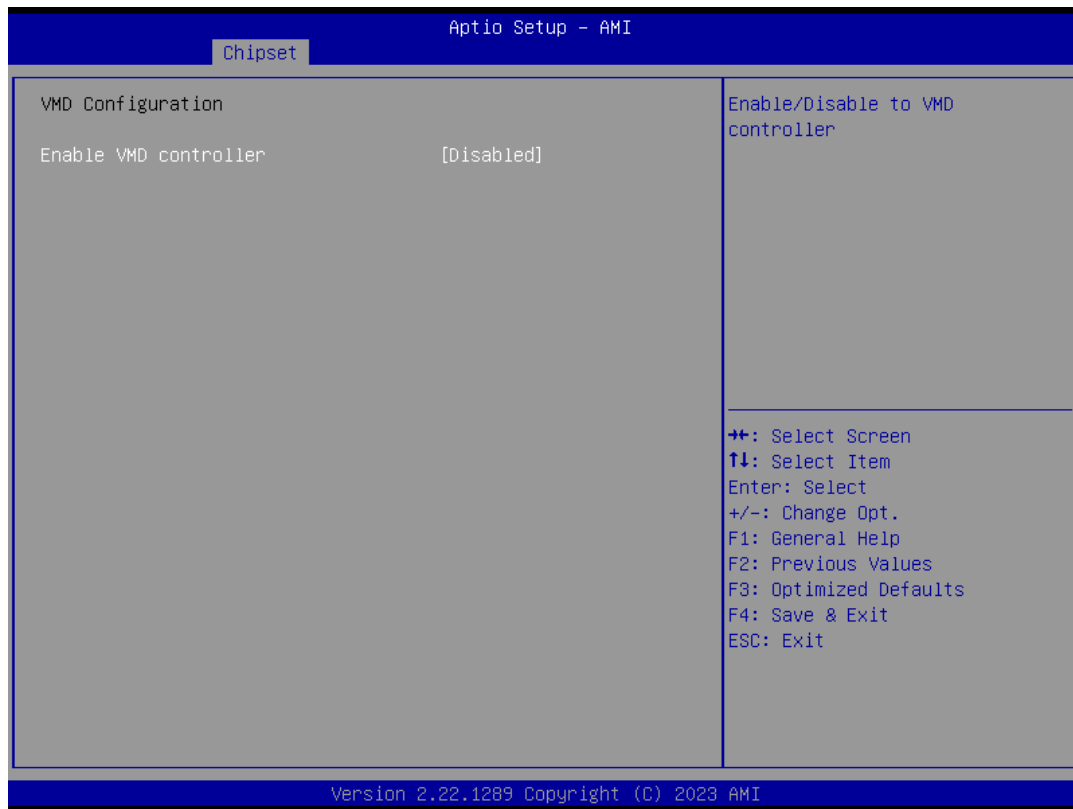 Aptio Setup – AMI
Chipset
VMD Configuration
Enable VMD controller [Disabled]
Enable/Disable to VMD
controller
→←: Select Screen
↑↓: Select Item
Enter: Select
+/-: Change Opt.
F1: General Help
F2: Previous Values
F3: Optimized Defaults
F4: Save & Exit
ESC: Exit
Version 2.22.1289 Copyright (C) 2023 AMI